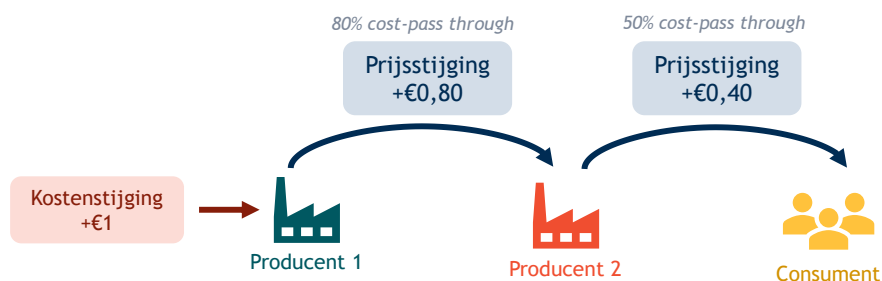 80% cost-pass through
50% cost-pass through
Prijsstijging
+€0,80
Prijsstijging
+€0,40
Kostenstijging
+€1
Producent 1
Producent 2
Consument